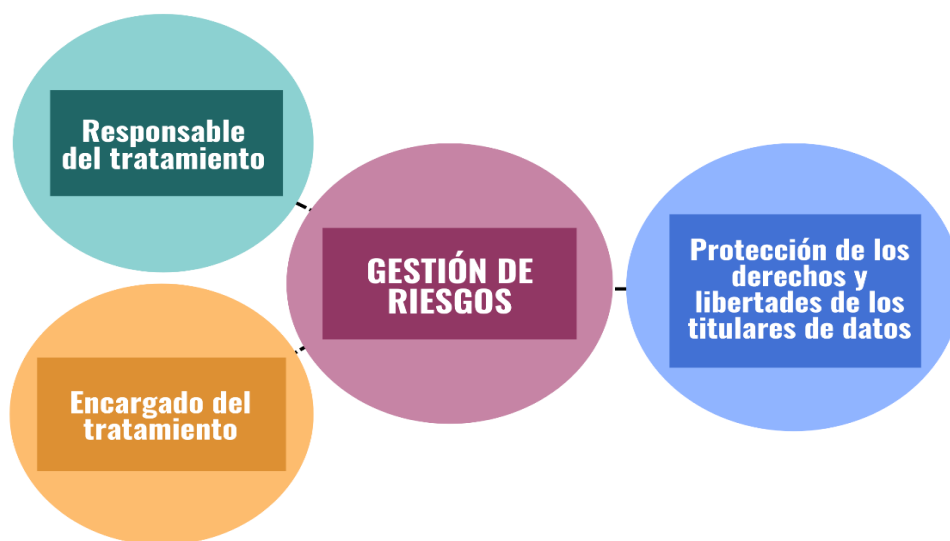 Responsable
del tratamiento
GESTIÓN DE
RIESGOS
Protección de los
derechos y
libertades de los
titulares de datos
Encargado del
tratamiento